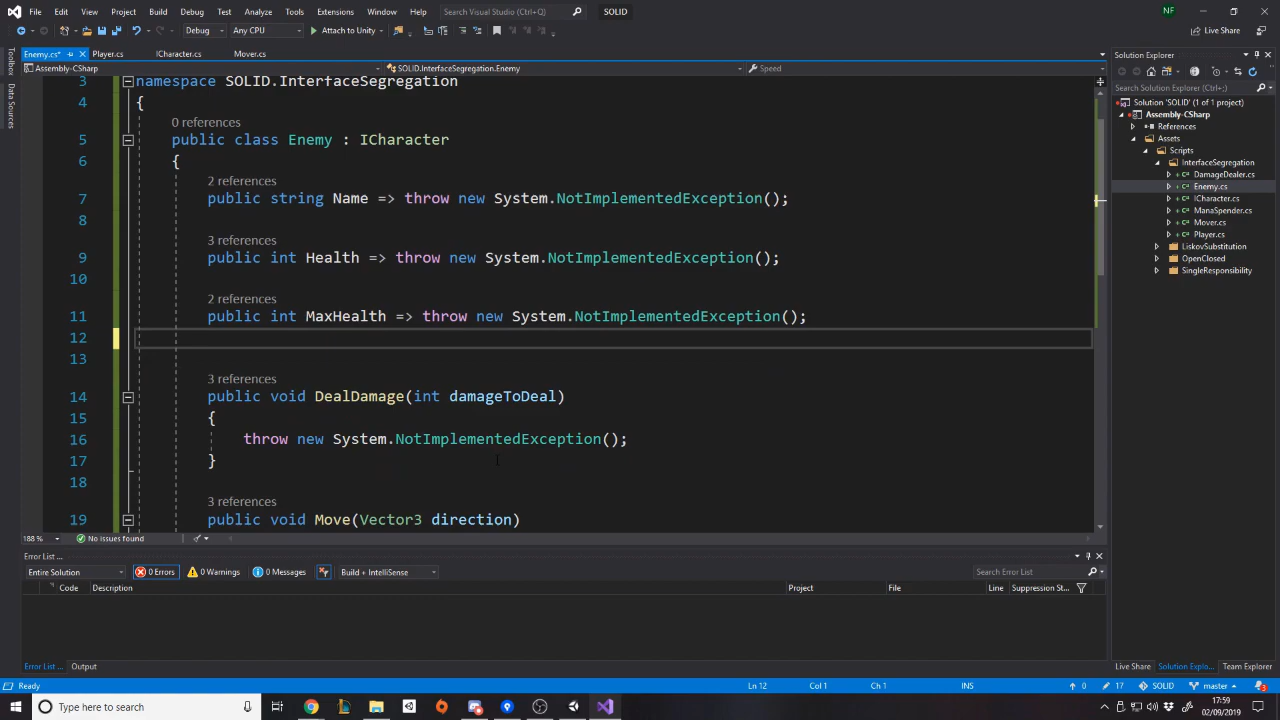 File Edit View Project Build Debug Test Analyze Tools Extensions Window Help Search Visual Studio (Ctrl+Q) SOLID NF
Debug Any CPU Attach to Unity Live Share
Enemy.cs* Player.cs ICharacter.cs Mover.cs
Assembly-CSharp SOLID.InterfaceSegregation.Enemy Speed
Toolbox
Data Sources
3 namespace SOLID.InterfaceSegregation
4 {
0 references
5 public class Enemy : ICharacter
6 {
2 references
7 public string Name => throw new System.NotImplementedException();
8
3 references
9 public int Health => throw new System.NotImplementedException();
10
2 references
11 public int MaxHealth => throw new System.NotImplementedException();
12
13
3 references
14 public void DealDamage(int damageToDeal)
15 {
16 throw new System.NotImplementedException();
17 }
18
3 references
19 public void Move(Vector3 direction)
188 % No issues found
Solution Explorer
Search Solution Explorer (Ctrl+;)
Solution 'SOLID' (1 of 1 project)
Assembly-CSharp
References
Assets
Scripts
InterfaceSegregation
DamageDealer.cs
Enemy.cs
ICharacter.cs
ManaSpender.cs
Mover.cs
Player.cs
LiskovSubstitution
OpenClosed
SingleResponsibility
Error List ...
Entire Solution 0 Errors 0 Warnings 0 Messages Build + IntelliSense Search Error List
Code Description Project File Line Suppression St...
Error List ... Output Live Share Solution Explo... Team Explorer
Ready Ln 12 Col 1 Ch 1 INS 0 17 SOLID master 3
Type here to search 17:59
02/09/2019
3